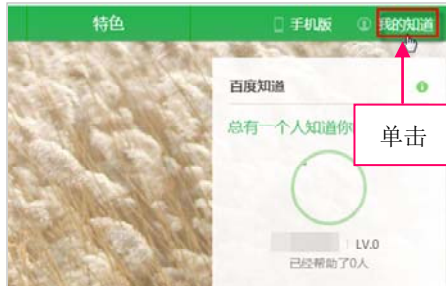 特色
手机版
我的知道
百度知道
总有一个人知道你
单击
LV.0
已经帮助了0人